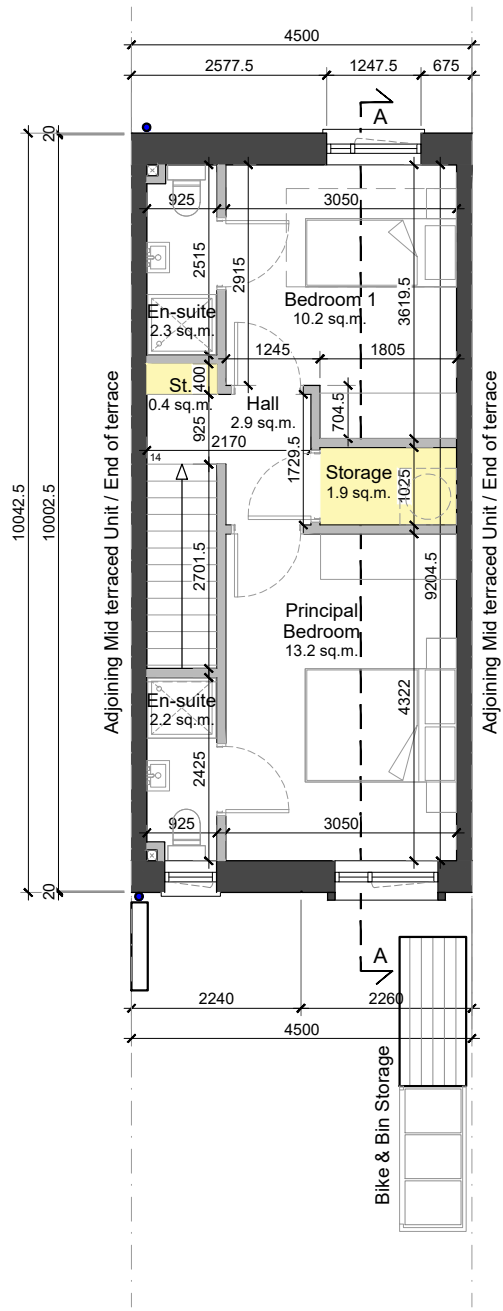 4500
2577.5
1247.5
675
A
20
20
925
3050
2515
2915
3619.5
En-suite
2.3 sq.m.
Bedroom 1
10.2 sq.m.
1245
1805
St.
0.4 sq.m.
400
Hall
2.9 sq.m.
704.5
925
2170
1729.5
14
Storage
1.9 sq.m.
1025
10042.5
10002.5
Adjoining Mid terraced Unit / End of terrace
Adjoining Mid terraced Unit / End of terrace
2701.5
9204.5
Principal
Bedroom
13.2 sq.m.
4322
En-suite
2.2 sq.m.
2425
925
3050
20
20
A
2240
2260
4500
Bike & Bin Storage